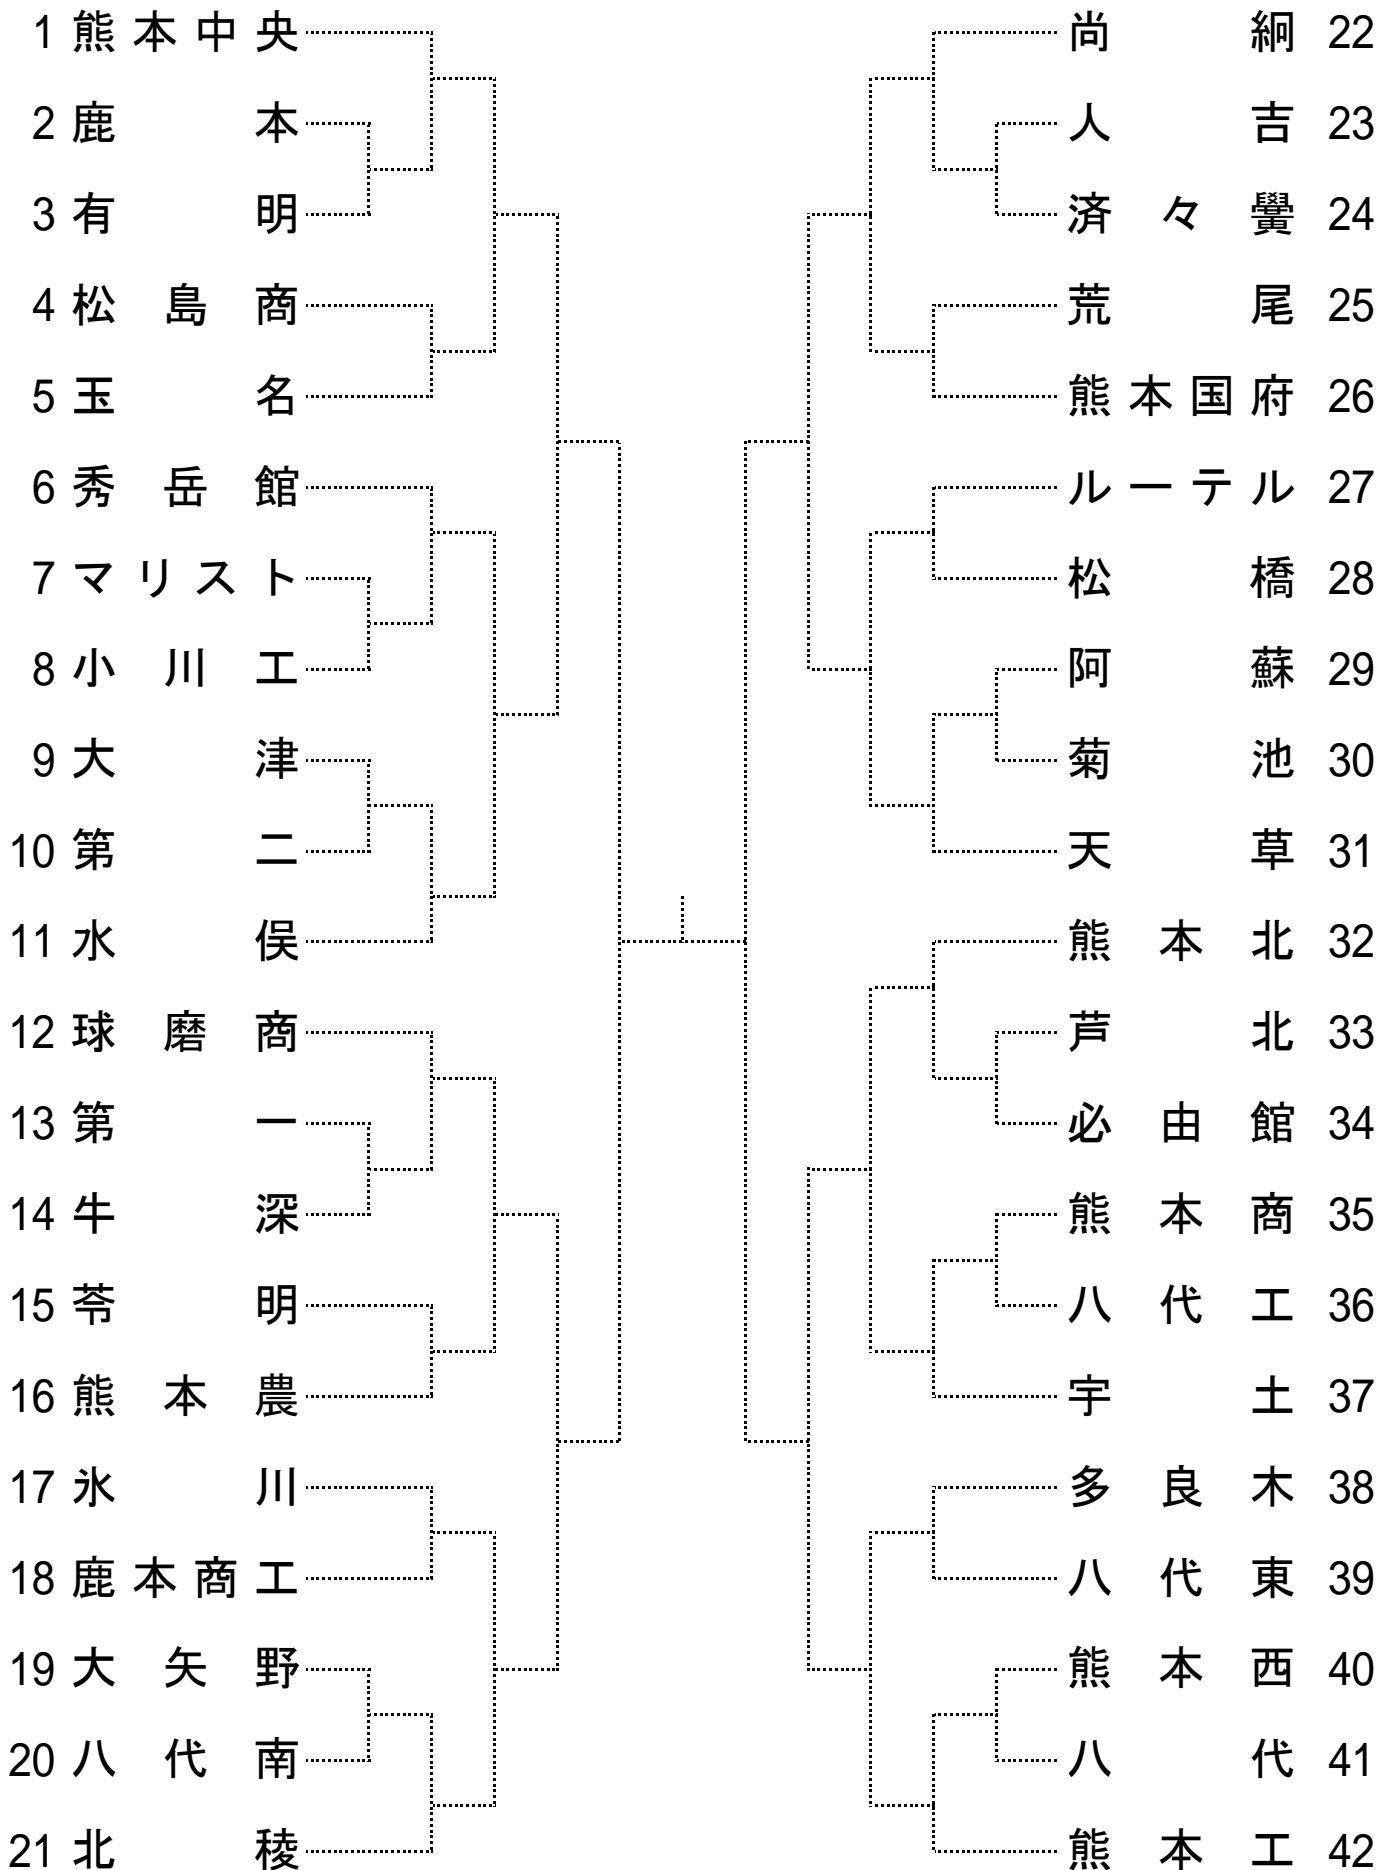 1 熊本中央
2 鹿本
3 有明
4 松島商
5 玉名
6 秀岳館
7 マリスト
8 小川工
9 大津
10 第二
11 水俣
12 球磨商
13 第一
14 牛深
15 苓明
16 熊本農
17 氷川
18 鹿本商工
19 大矢野
20 八代南
21 北稜
尚絅 22
人吉 23
済々黌 24
荒尾 25
熊本国府 26
ルーテル 27
松橋 28
阿蘇 29
菊池 30
天草 31
熊本北 32
芦北 33
必由館 34
熊本商 35
八代工 36
宇土 37
多良木 38
八代東 39
熊本西 40
八代 41
熊本工 42